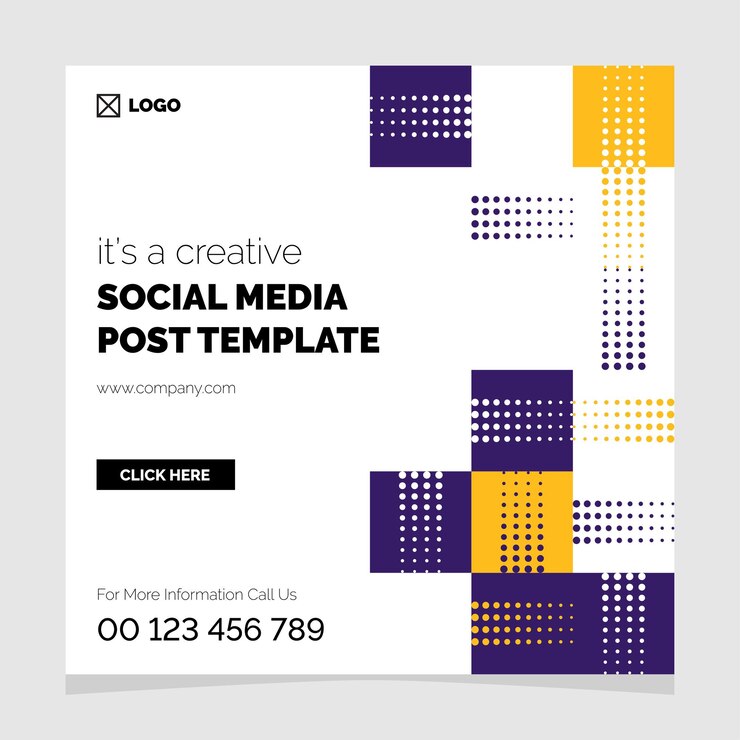 LOGO
it's a creative
SOCIAL MEDIA
POST TEMPLATE
www.company.com
CLICK HERE
For More Information Call Us
00 123 456 789